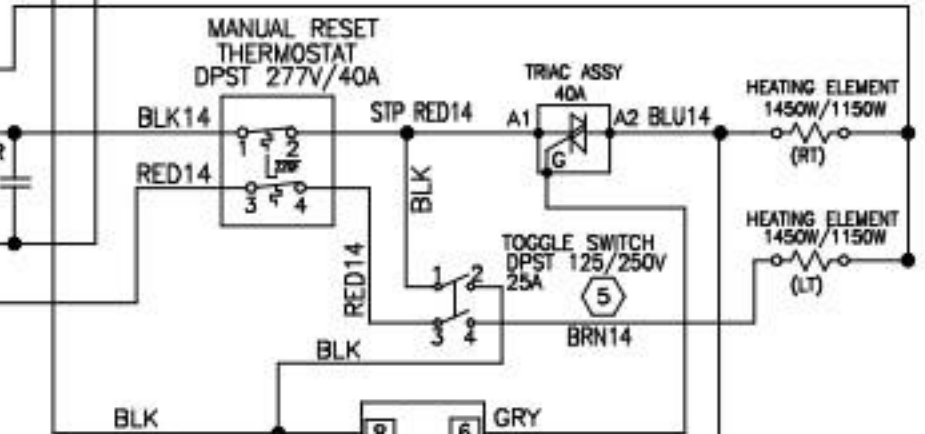 MANUAL RESET
THERMOSTAT
DPST 277V/40A
TRIAC ASSY
40A
HEATING ELEMENT
1450W/1150W
(RT)
BLK14
STP RED14
A1
A2
BLU14
1
2
G
RED14
3
4
BLK
HEATING ELEMENT
1450W/1150W
(LT)
TOGGLE SWITCH
DPST 125/250V
25A
5
RED14
1
2
3
4
BRN14
BLK
BLK
8
6
GRY